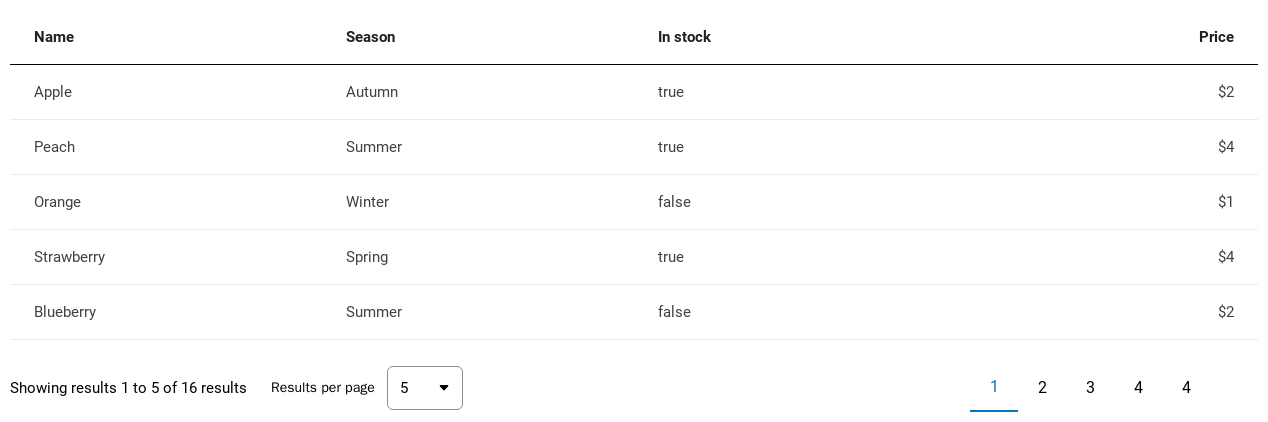 Name Season In stock Price
Apple Autumn true $2
Peach Summer true $4
Orange Winter false $1
Strawberry Spring true $4
Blueberry Summer false $2
Showing results 1 to 5 of 16 results Results per page 5 1 2 3 4 4